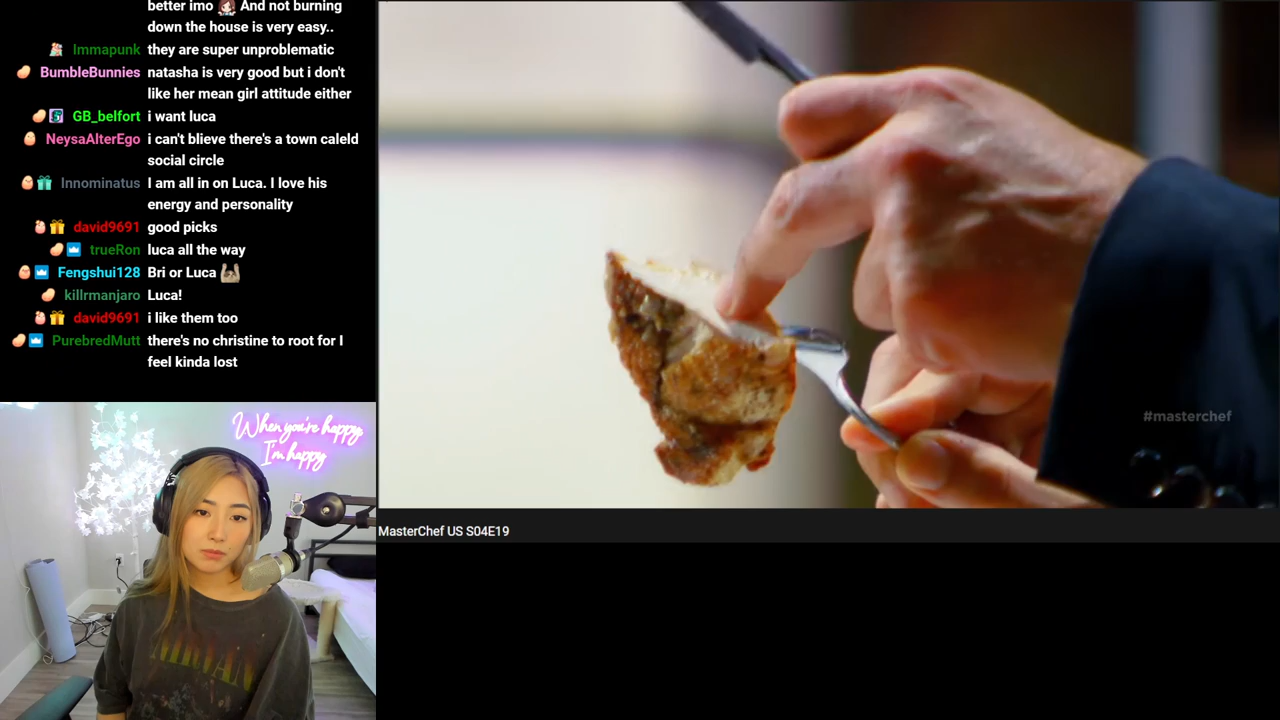 better imo And not burning
down the house is very easy..
Immapunk they are super unproblematic
BumbleBunnies natasha is very good but i don't
like her mean girl attitude either
GB_belfort i want luca
NeysaAlterEgo i can't blieve there's a town caleld
social circle
Innominatus I am all in on Luca. I love his
energy and personality
david9691 good picks
trueRon luca all the way
Fengshui128 Bri or Luca
killrmanjaro Luca!
david9691 i like them too
PurebredMutt there's no christine to root for I
feel kinda lost
When you're happy
I'm happy
#masterchef
MasterChef US S04E19